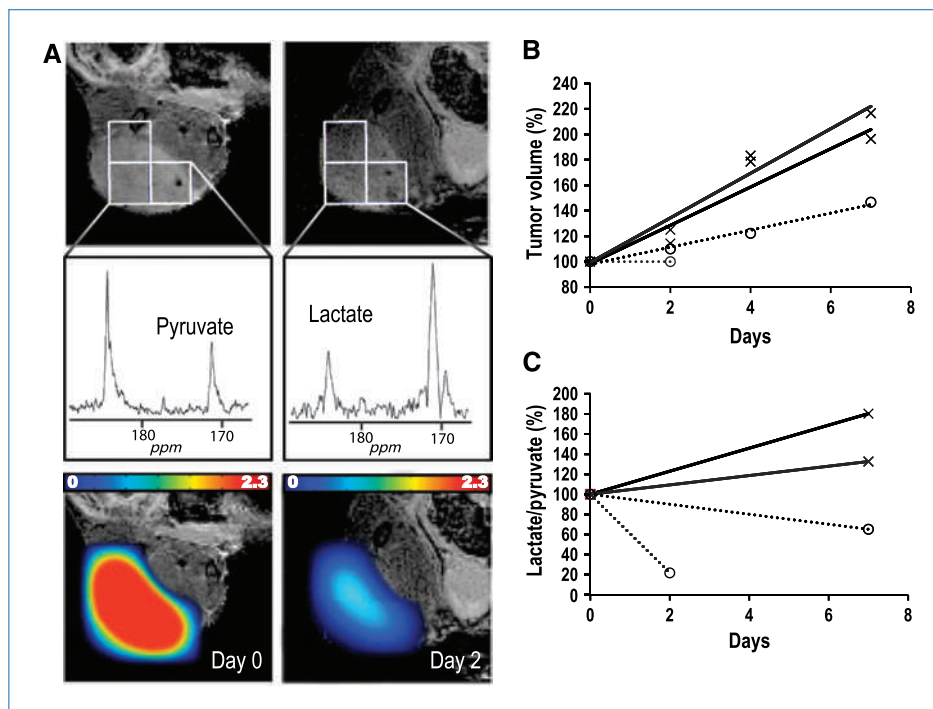 A
Pyruvate
180
170
ppm
Lactate
180
170
ppm
0
2.3
Day 0
0
2.3
Day 2
B
Tumor volume (%)
240
220
200
180
160
140
120
100
80
0
2
4
6
8
Days
C
Lactate/pyruvate (%)
200
180
160
140
120
100
80
60
40
20
0
0
2
4
6
8
Days